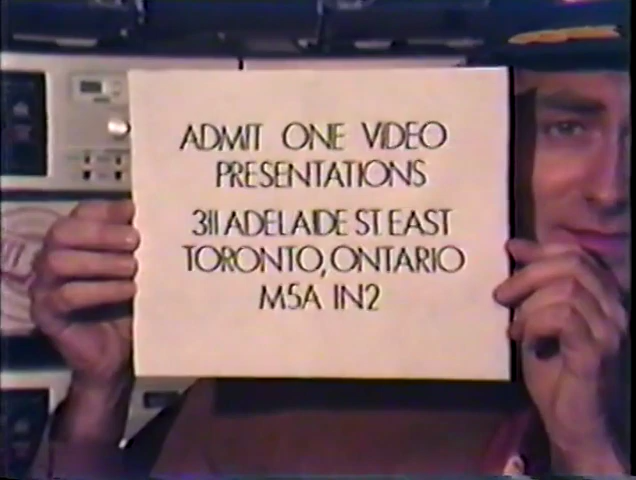 ADMIT ONE VIDEO
PRESENTATIONS
311 ADELAIDE ST EAST
TORONTO, ONTARIO
M5A 1N2